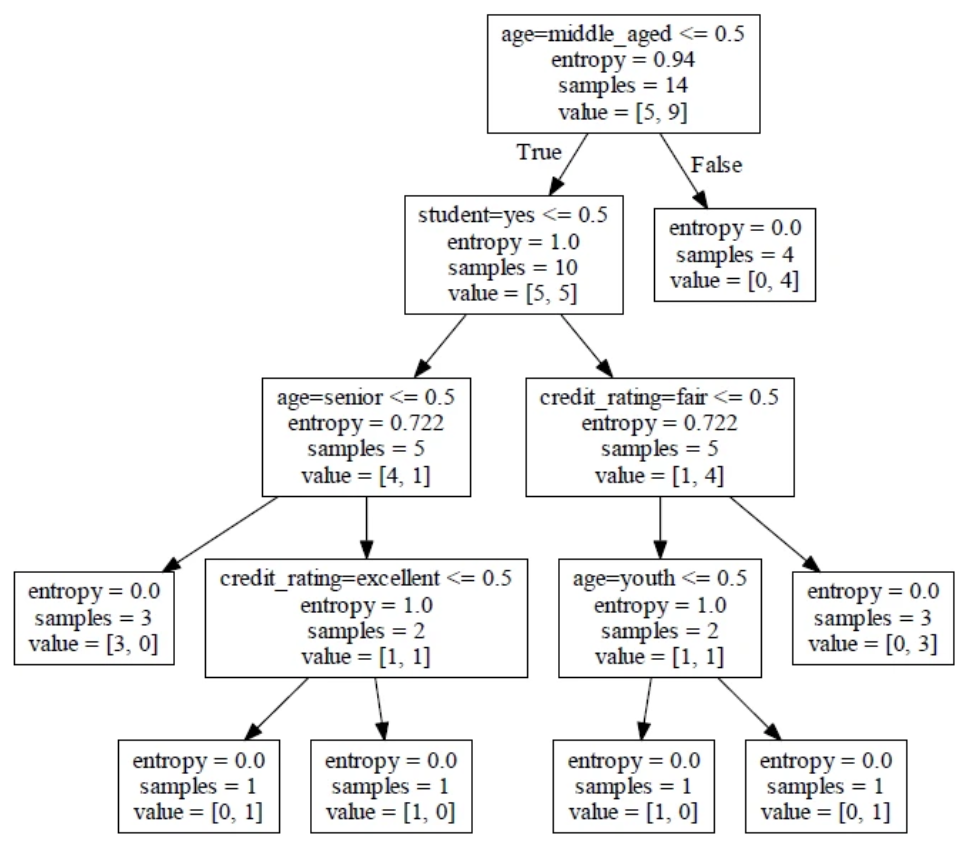 age=middle_aged <= 0.5
entropy = 0.94
samples = 14
value = [5, 9]
True
False
student=yes <= 0.5
entropy = 1.0
samples = 10
value = [5, 5]
entropy = 0.0
samples = 4
value = [0, 4]
age=senior <= 0.5
entropy = 0.722
samples = 5
value = [4, 1]
credit_rating=fair <= 0.5
entropy = 0.722
samples = 5
value = [1, 4]
entropy = 0.0
samples = 3
value = [3, 0]
credit_rating=excellent <= 0.5
entropy = 1.0
samples = 2
value = [1, 1]
age=youth <= 0.5
entropy = 1.0
samples = 2
value = [1, 1]
entropy = 0.0
samples = 3
value = [0, 3]
entropy = 0.0
samples = 1
value = [0, 1]
entropy = 0.0
samples = 1
value = [1, 0]
entropy = 0.0
samples = 1
value = [1, 0]
entropy = 0.0
samples = 1
value = [0, 1]